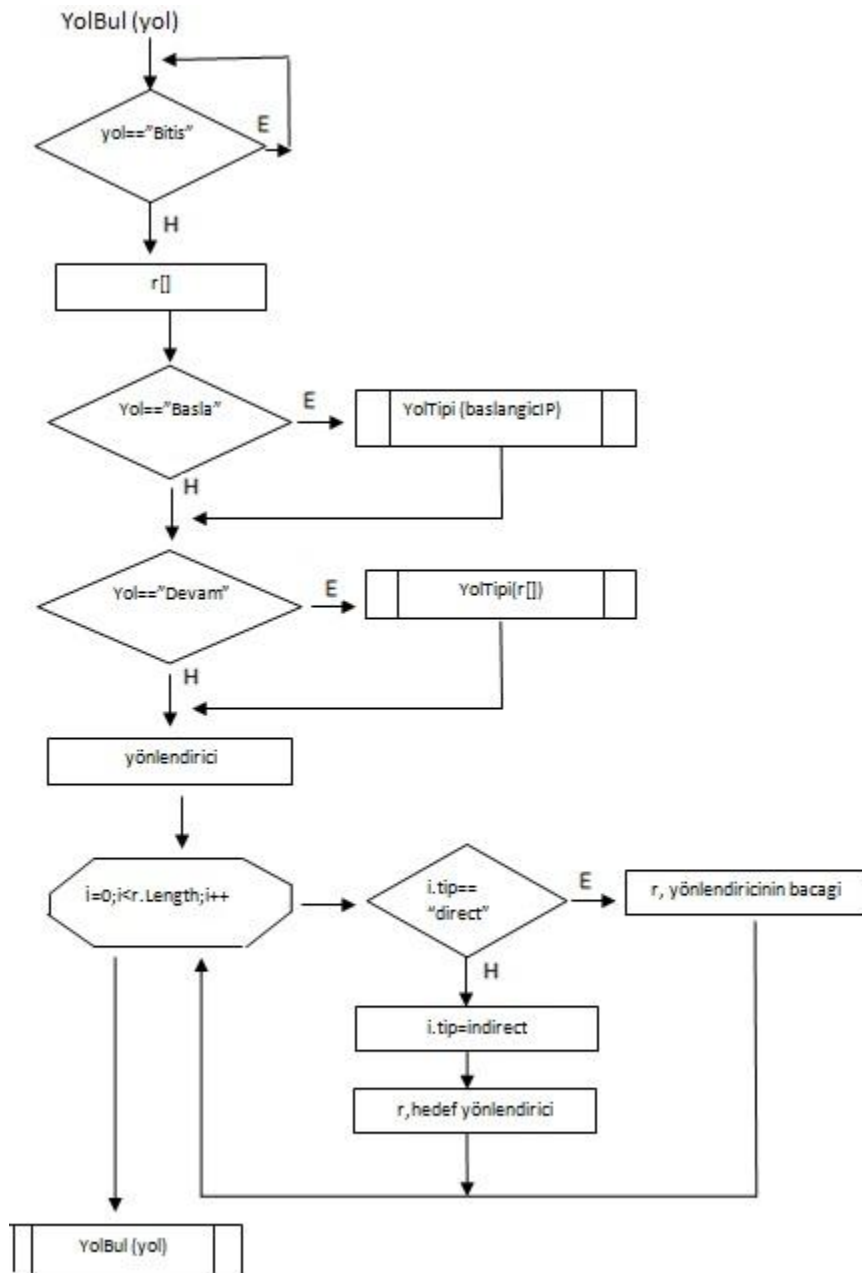 YolBul (yol)
yol=="Bitis"
E
H
r[]
Yol=="Basla"
E
YolTipi (baslangicIP)
H
Yol=="Devam"
E
YolTipi(r[])
H
yönlendirici
i=0;i<r.Length;i++
i.tip==
"direct"
E
r, yönlendiricinin bacagi
H
i.tip=indirect
r,hedef yönlendirici
YolBul (yol)